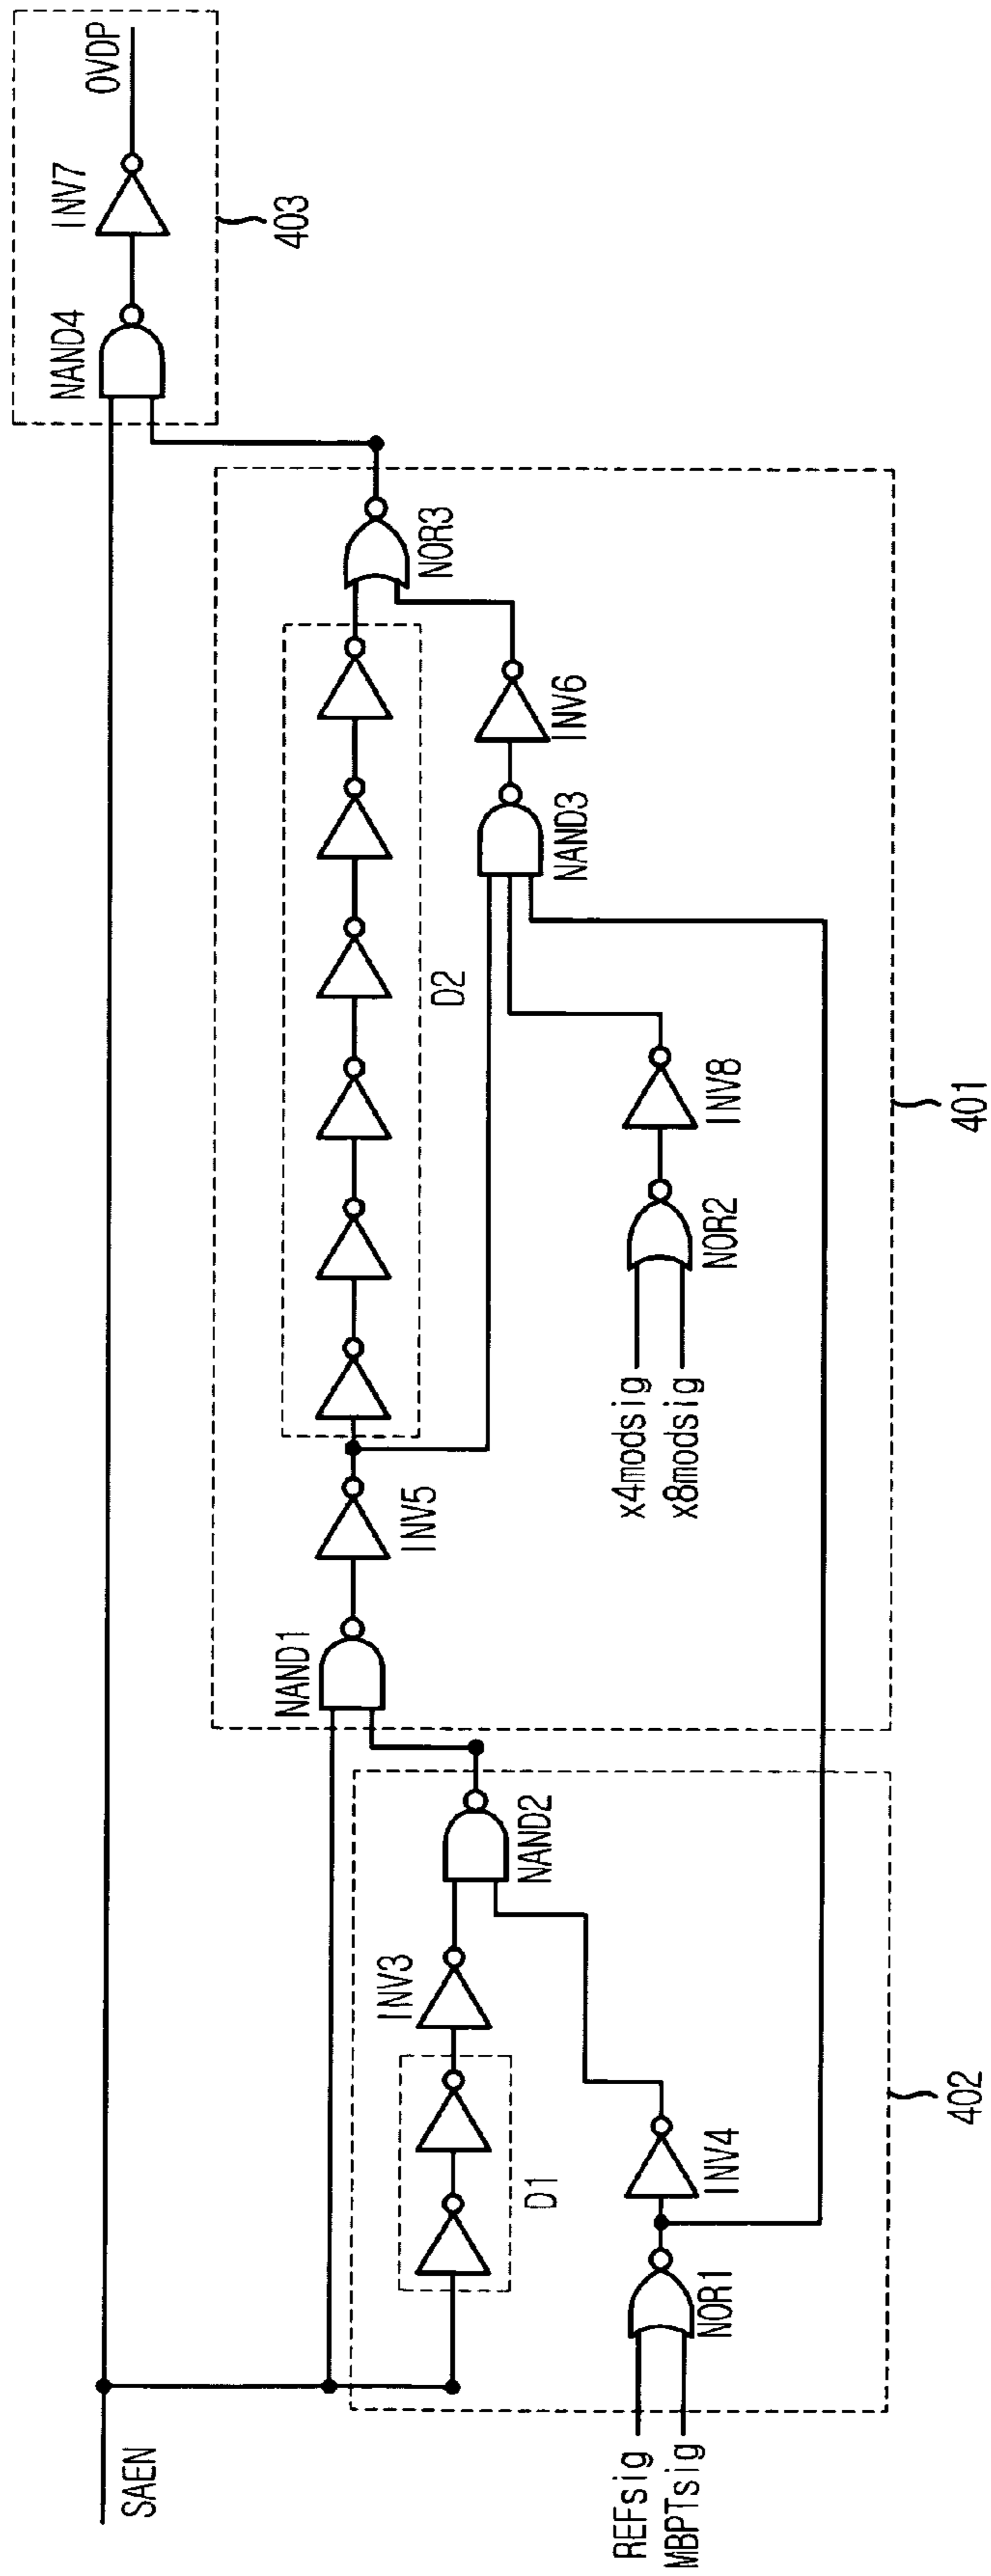 SAEN
REFsig
MBPTsig
NOR1
INV4
D1
INV3
NAND2
402
NAND1
INV5
x4modsig
x8modsig
NOR2
INV8
D2
NAND3
INV6
NOR3
401
NAND4
INV7
OVDP
403